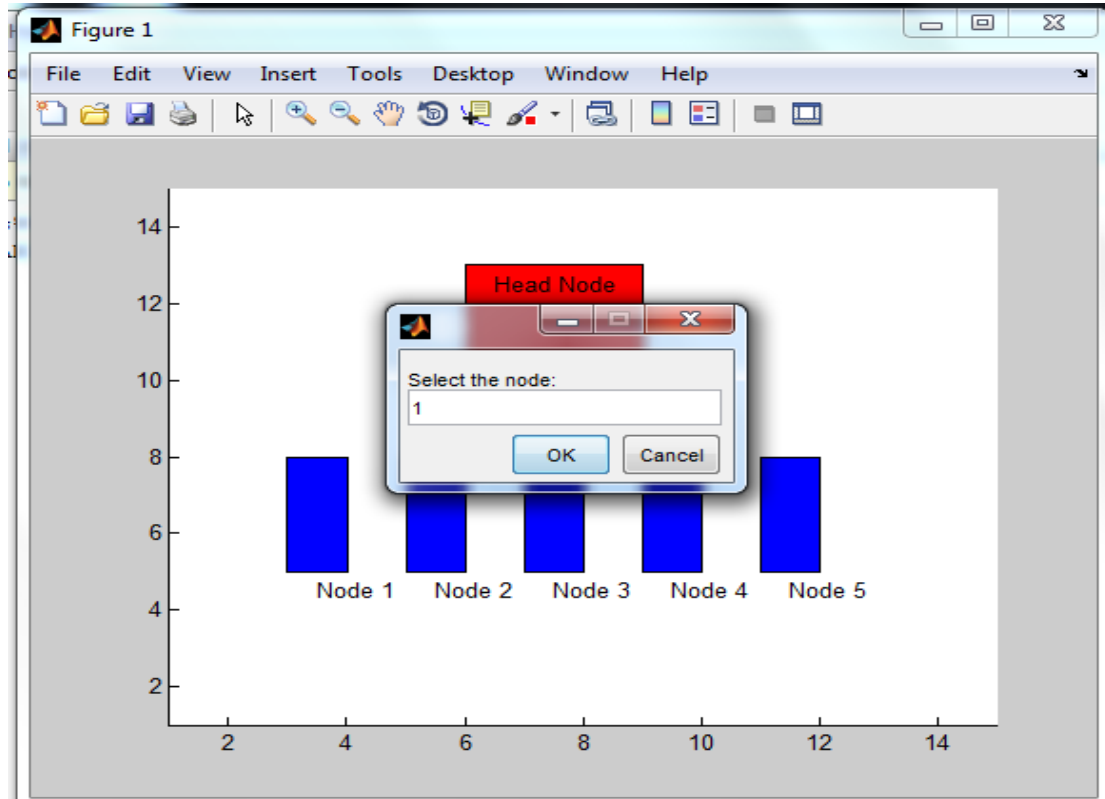 Figure 1
File Edit View Insert Tools Desktop Window Help
14
12
10
8
6
4
2
Head Node
Select the node:
1
OK Cancel
Node 1 Node 2 Node 3 Node 4 Node 5
2 4 6 8 10 12 14